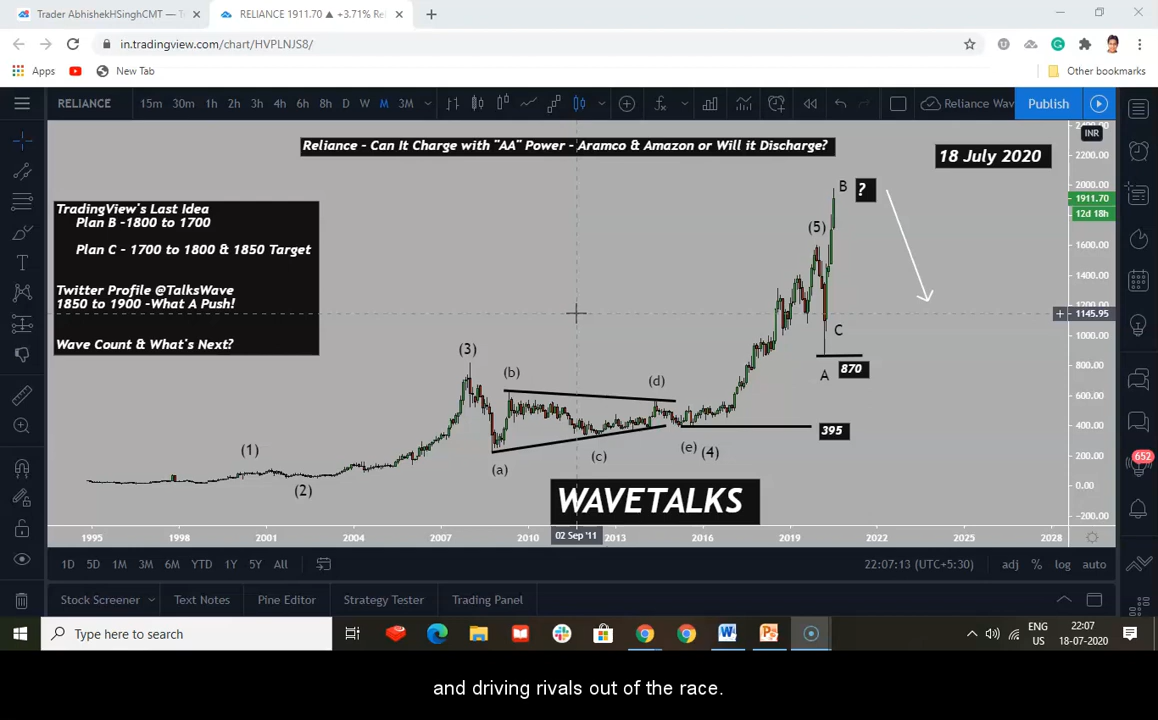 Trader AbhishekHSinghCMT — Tr
RELIANCE 1911.70 ▲ +3.71% Rel
in.tradingview.com/chart/HVPLNJS8/
Apps
New Tab
Other bookmarks
RELIANCE 15m 30m 1h 2h 3h 4h 6h 8h D W M 3M
Reliance Wav
Publish
Reliance - Can It Charge with "AA" Power - Aramco & Amazon or Will it Discharge?
18 July 2020
INR
TradingView's Last Idea
Plan B -1800 to 1700
Plan C - 1700 to 1800 & 1850 Target
Twitter Profile @TalksWave
1850 to 1900 -What A Push!
Wave Count & What's Next?
B ?
(5)
C
A 870
(3)
(b)
(d)
395
(e) (4)
(1)
(a)
(c)
(2)
WAVETALKS
2400.00
2200.00
2000.00
1911.70
12d 18h
1600.00
1400.00
1200.00
1145.95
1000.00
800.00
600.00
400.00
200.00
0.00
-200.00
652
1995 1998 2001 2004 2007 2010 02 Sep '11 2013 2016 2019 2022 2025 2028
1D 5D 1M 3M 6M YTD 1Y 5Y All
22:07:13 (UTC+5:30) adj % log auto
Stock Screener Text Notes Pine Editor Strategy Tester Trading Panel
Type here to search
ENG
US
22:07
18-07-2020
and driving rivals out of the race.